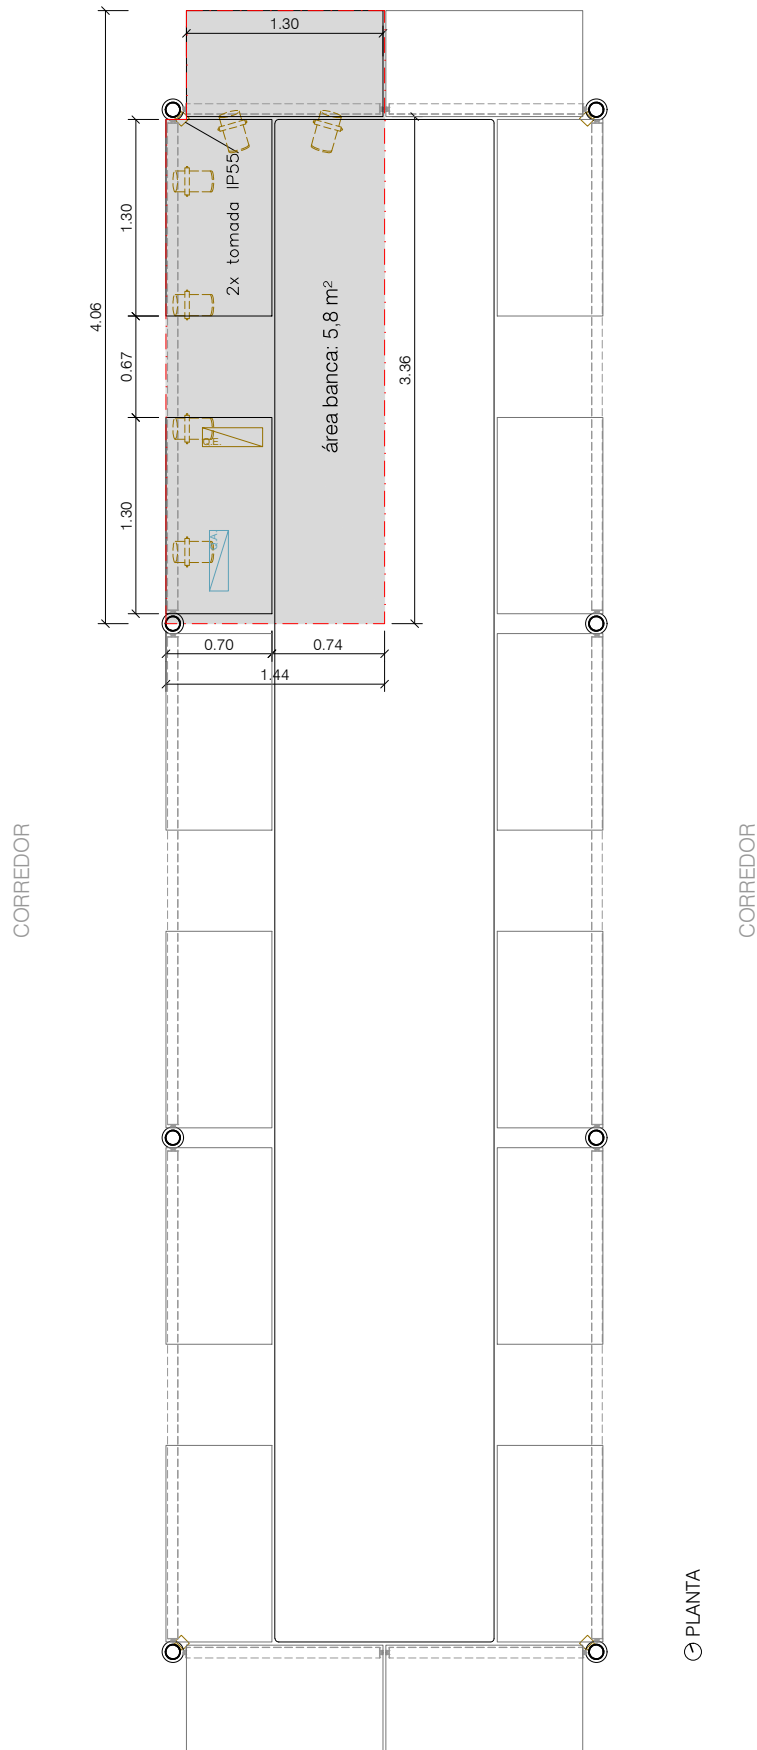 1.30
2x tomada IP55
1.30
4.06
0.67
área banca: 5,8 m²
3.36
Q.E.
1.30
Q.A.
0.70
0.74
1.44
CORREDOR
CORREDOR
PLANTA